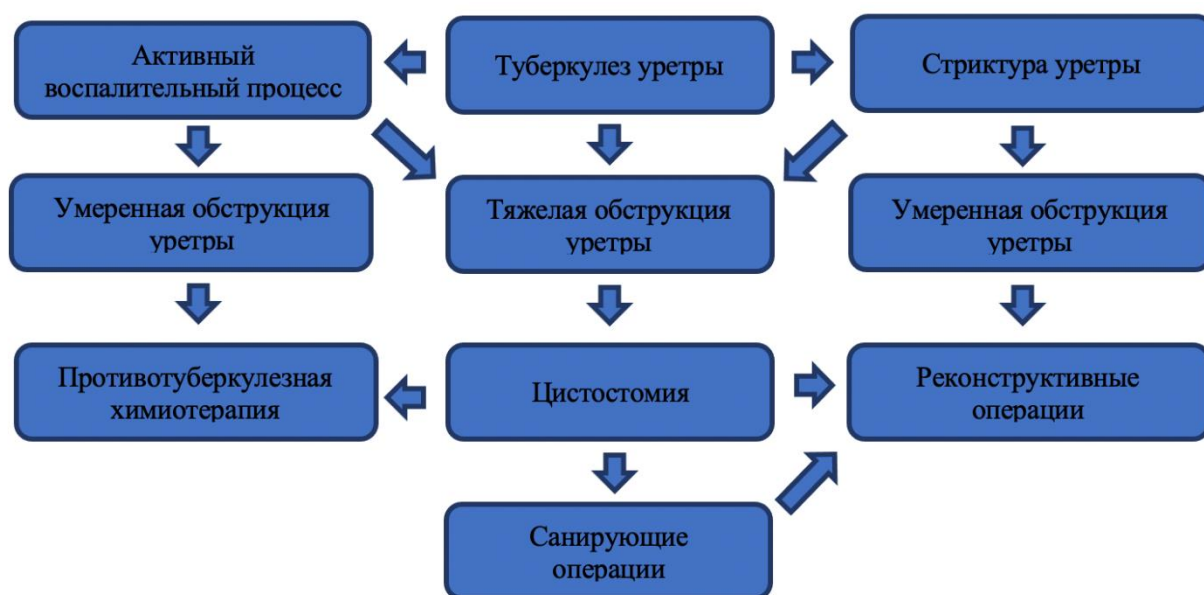 Активный
воспалительный процесс
Туберкулез уретры
Стриктура уретры
Умеренная обструкция
уретры
Тяжелая обструкция
уретры
Умеренная обструкция
уретры
Противотуберкулезная
химиотерапия
Цистостомия
Реконструктивные
операции
Санирующие
операции